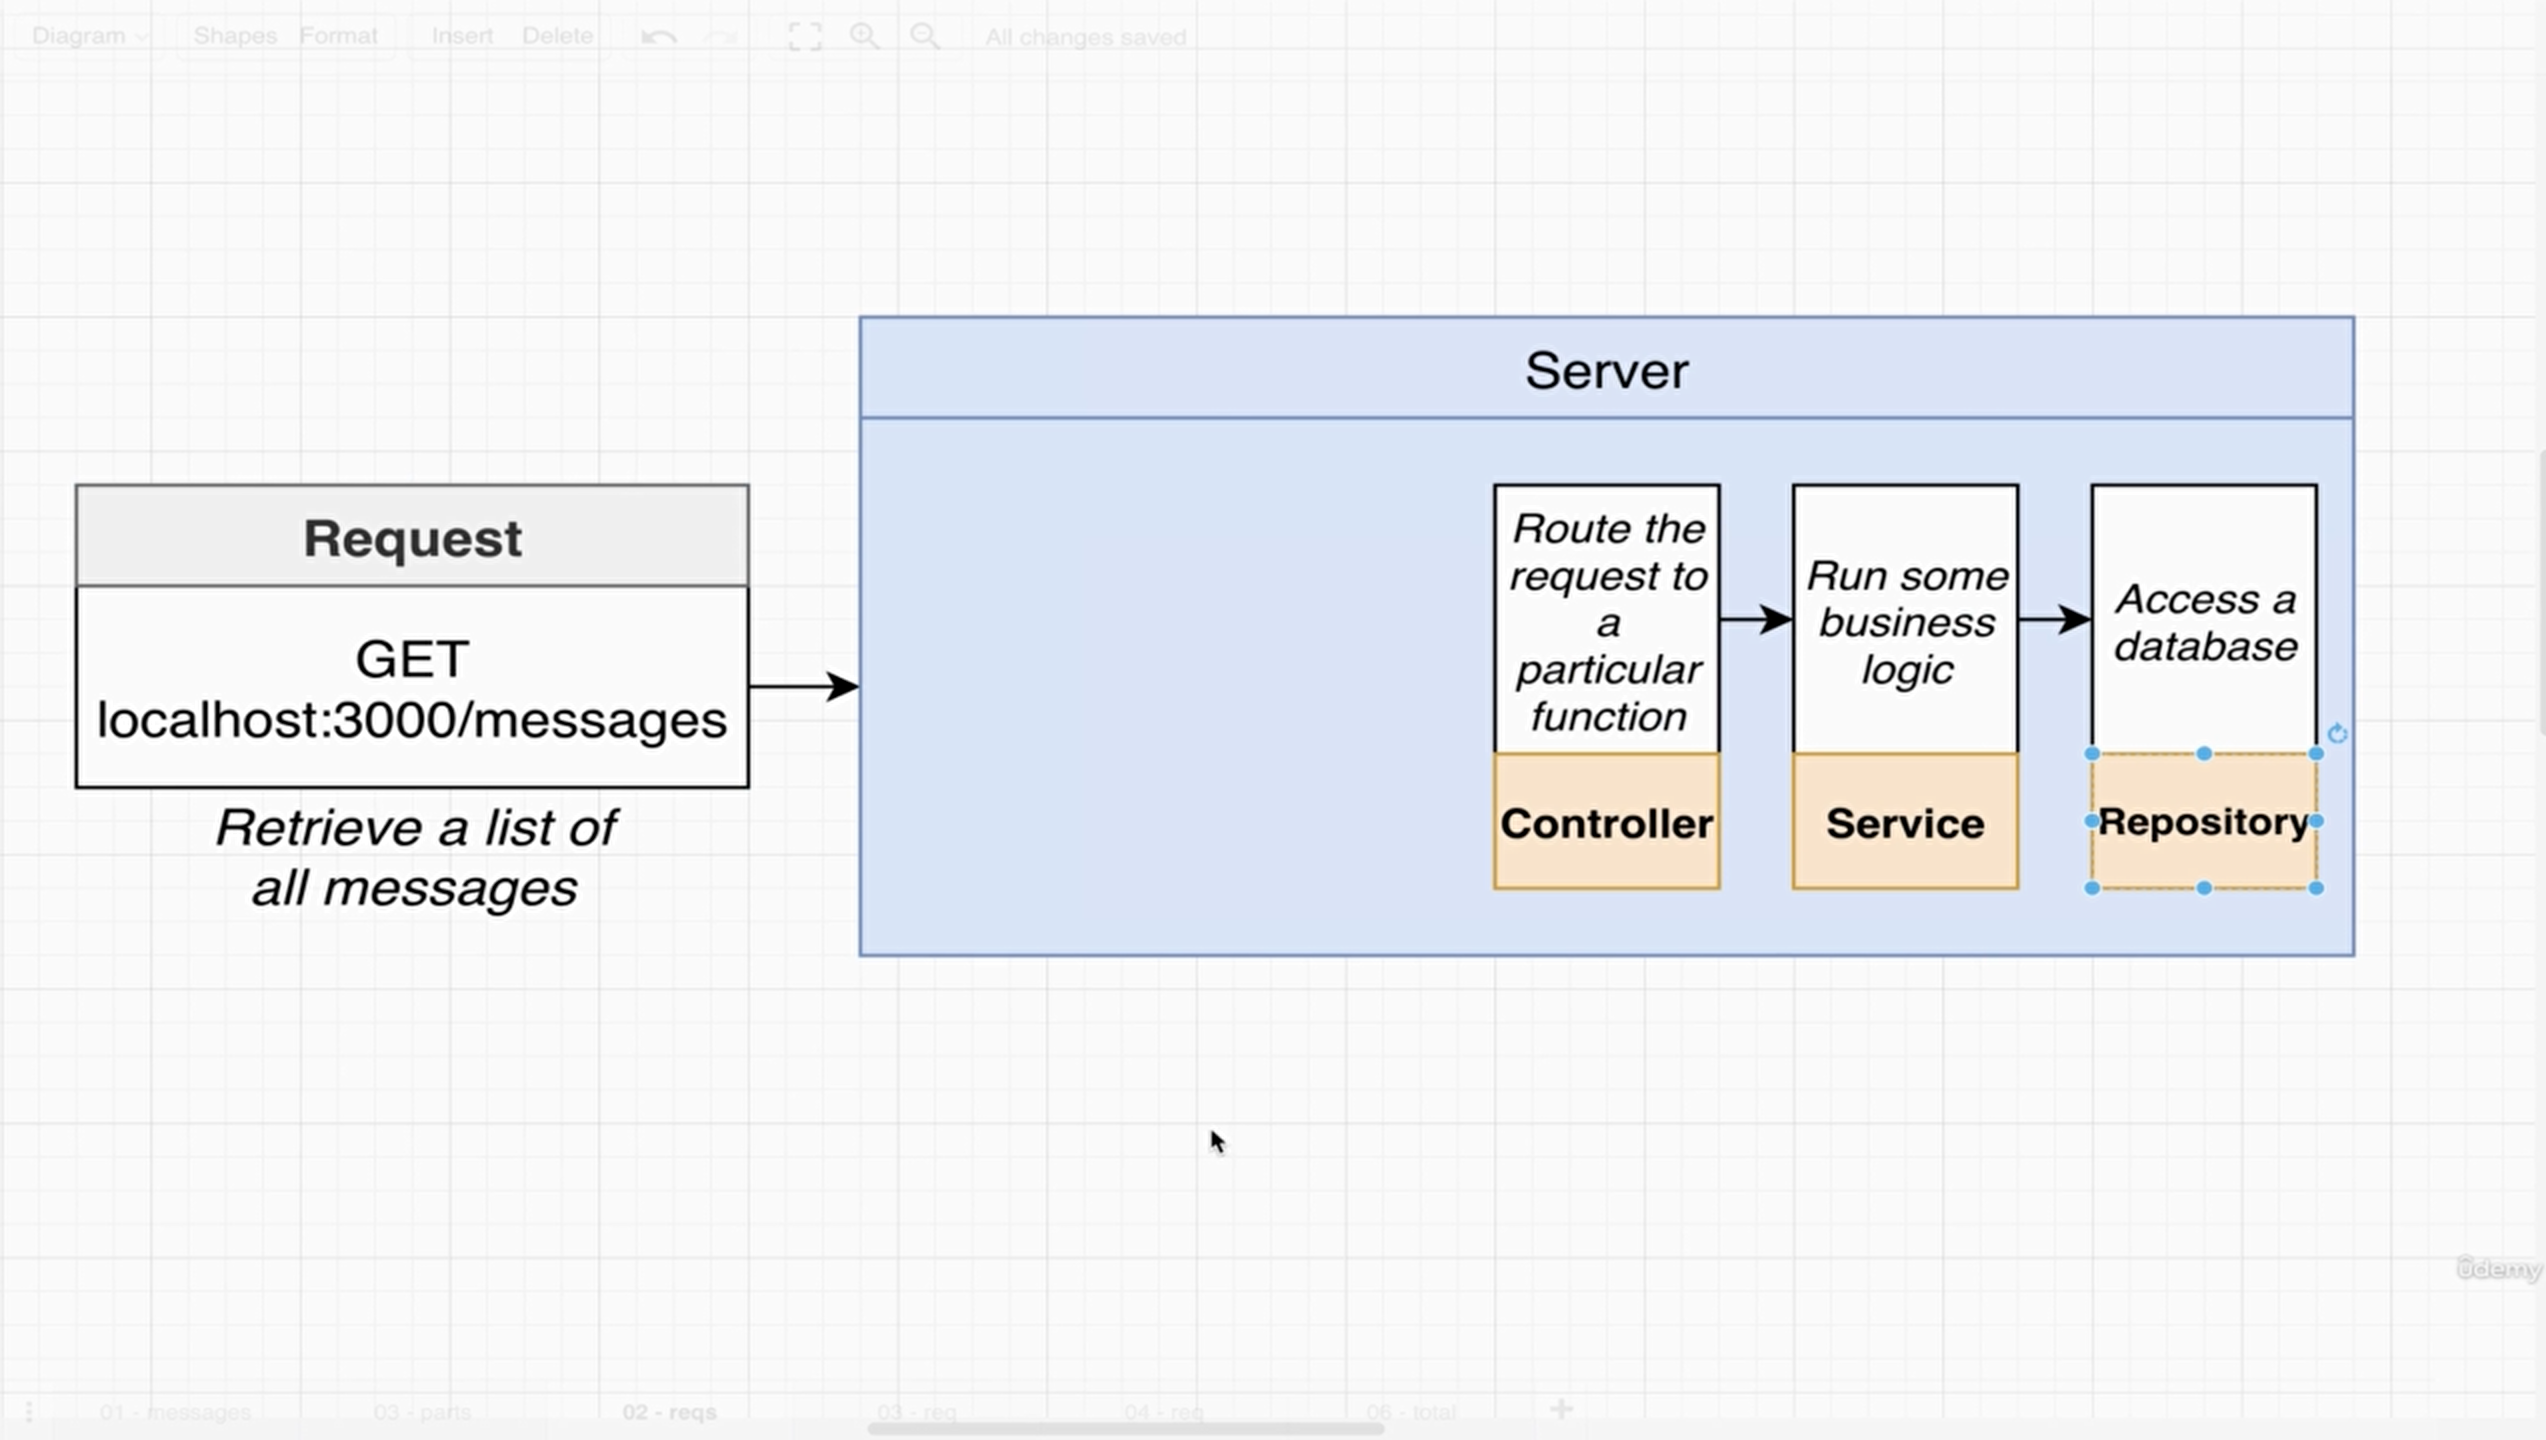 Diagram
Shapes
Format
Insert
Delete
All changes saved
Server
Request
GET
localhost:3000/messages
Retrieve a list of
all messages
Route the
request to
a
particular
function
Controller
Run some
business
logic
Service
Access a
database
Repository
ûdemy
01 - messages
03 - parts
02 - reqs
03 - req
04 - req
06 - total